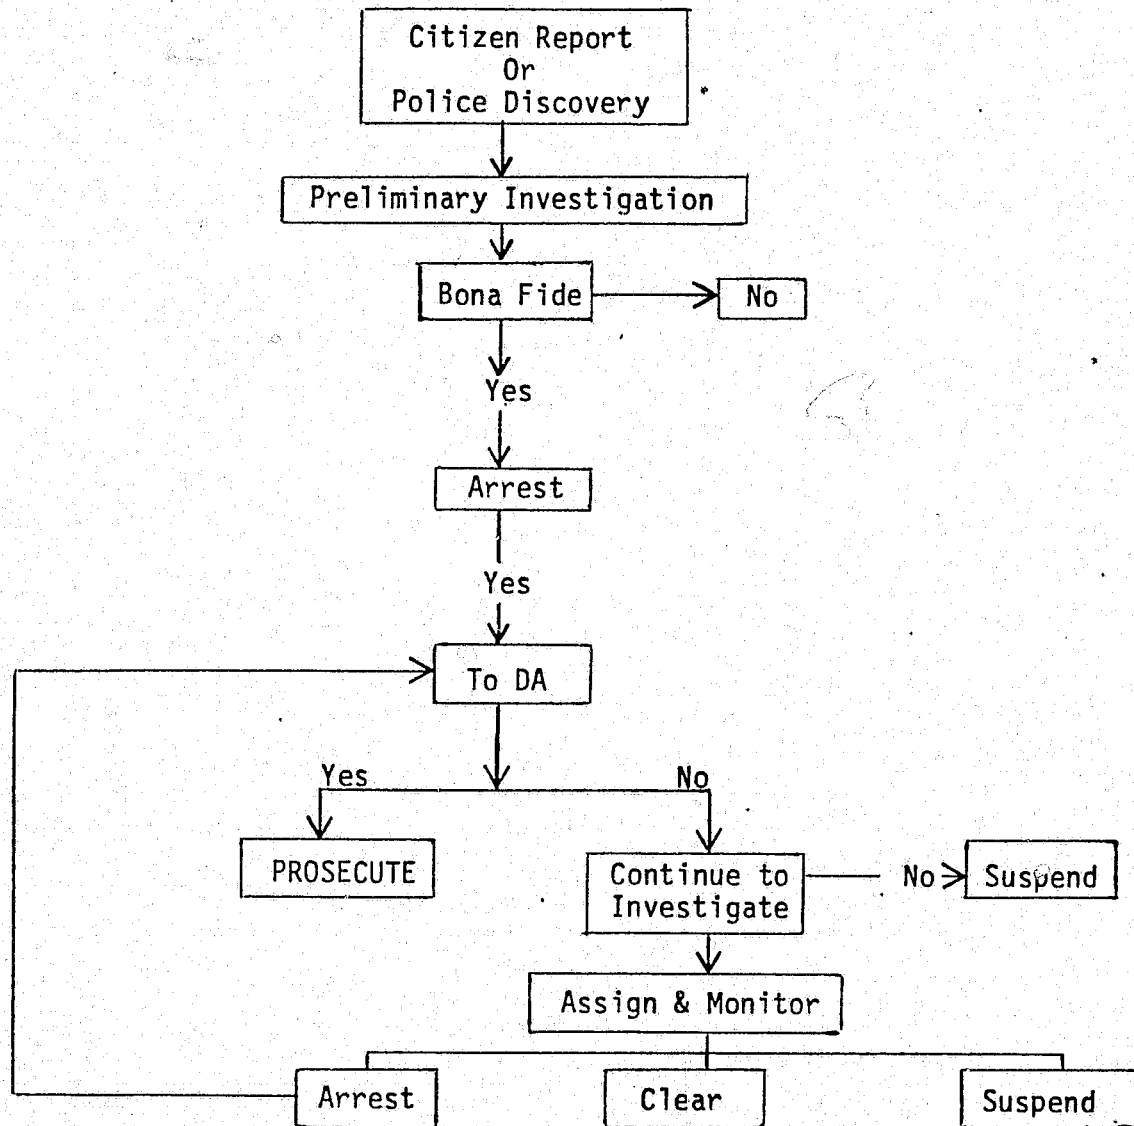 Citizen Report
Or
Police Discovery
Preliminary Investigation
Bona Fide
No
Yes
Arrest
Yes
To DA
Yes
No
PROSECUTE
Continue to
Investigate
No
Suspend
Assign & Monitor
Arrest
Clear
Suspend